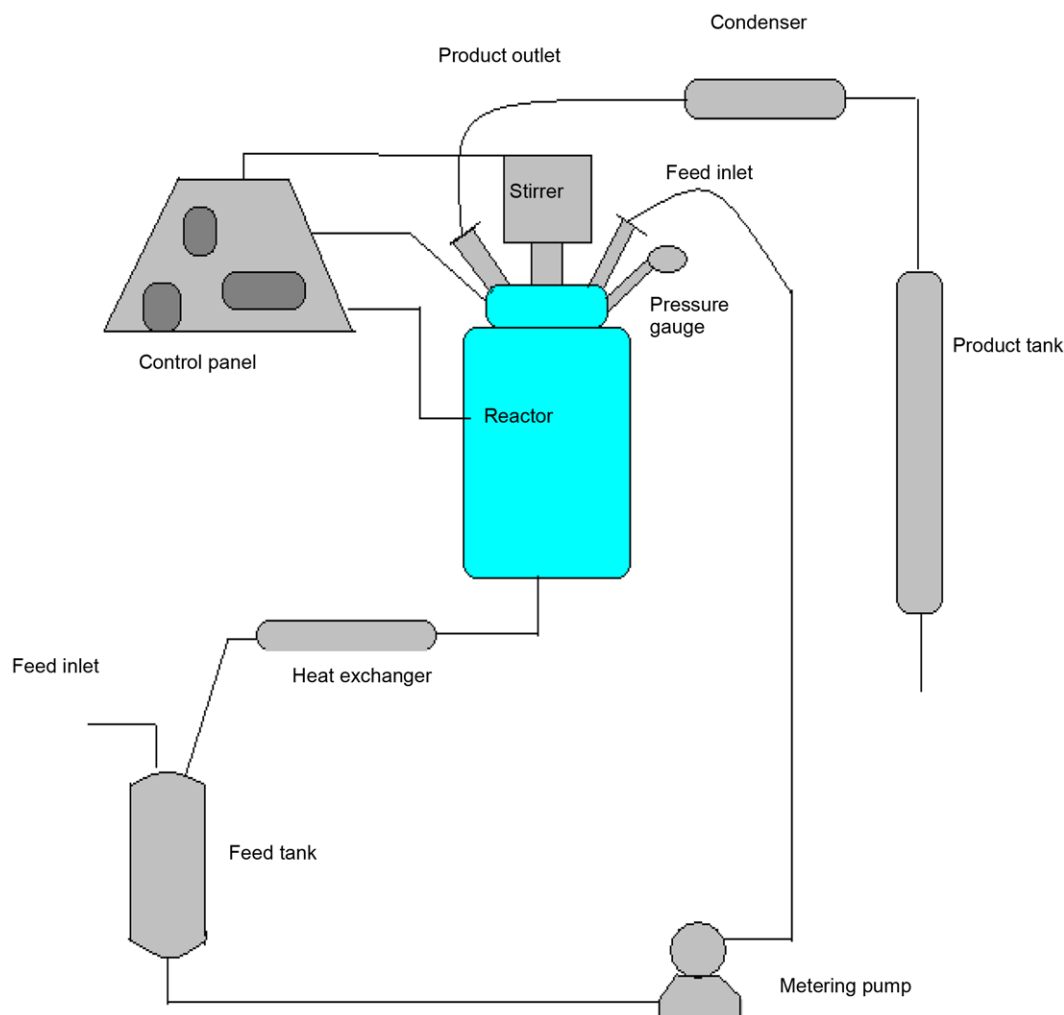 Condenser
Product outlet
Feed inlet
Stirrer
Pressure
gauge
Control panel
Product tank
Reactor
Feed inlet
Heat exchanger
Feed tank
Metering pump